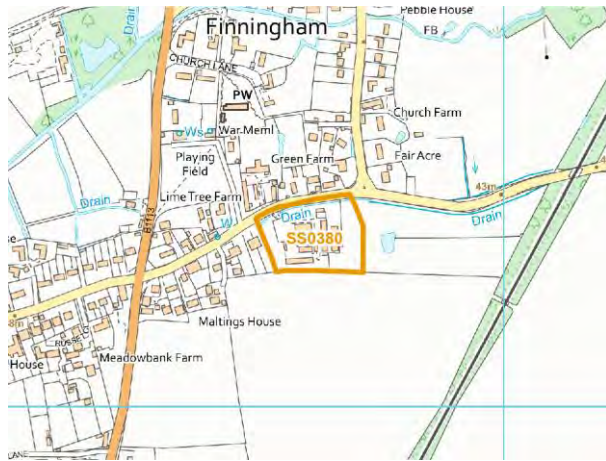 Drain
Pebble House
FB
Finningham
CHURCH LANE
PW
Ws
War Meml
Church Farm
Playing
Field
Green Farm
Fair Acre
Drain
Lime Tree Farm
43m
Drain
Drain
W
SS0380
B1113
Maltings House
House
Meadowbank Farm
LANE